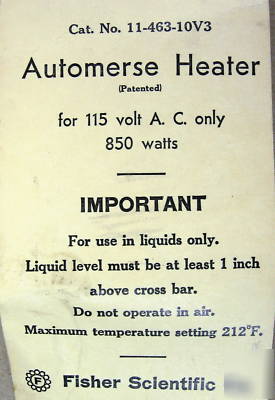 Cat. No. 11-463-10V3
Automerse Heater
(Patented)
for 115 volt A. C. only
850 watts
IMPORTANT
For use in liquids only.
Liquid level must be at least 1 inch
above cross bar.
Do not operate in air.
Maximum temperature setting 212°F.
F Fisher Scientific